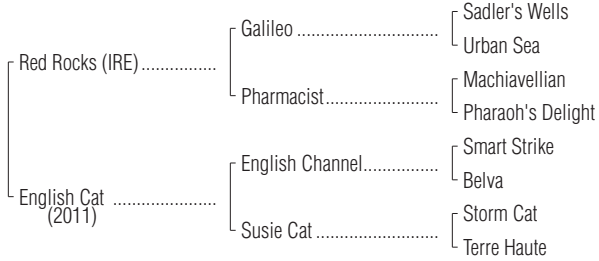 Sadler's Wells
Galileo ................................
Urban Sea
Red Rocks (IRE) ................
Machiavellian
Pharmacist.........................
Pharaoh's Delight
Smart Strike
English Channel.................
Belva
English Cat ......................
(2011)
Storm Cat
Susie Cat ...........................
Terre Haute